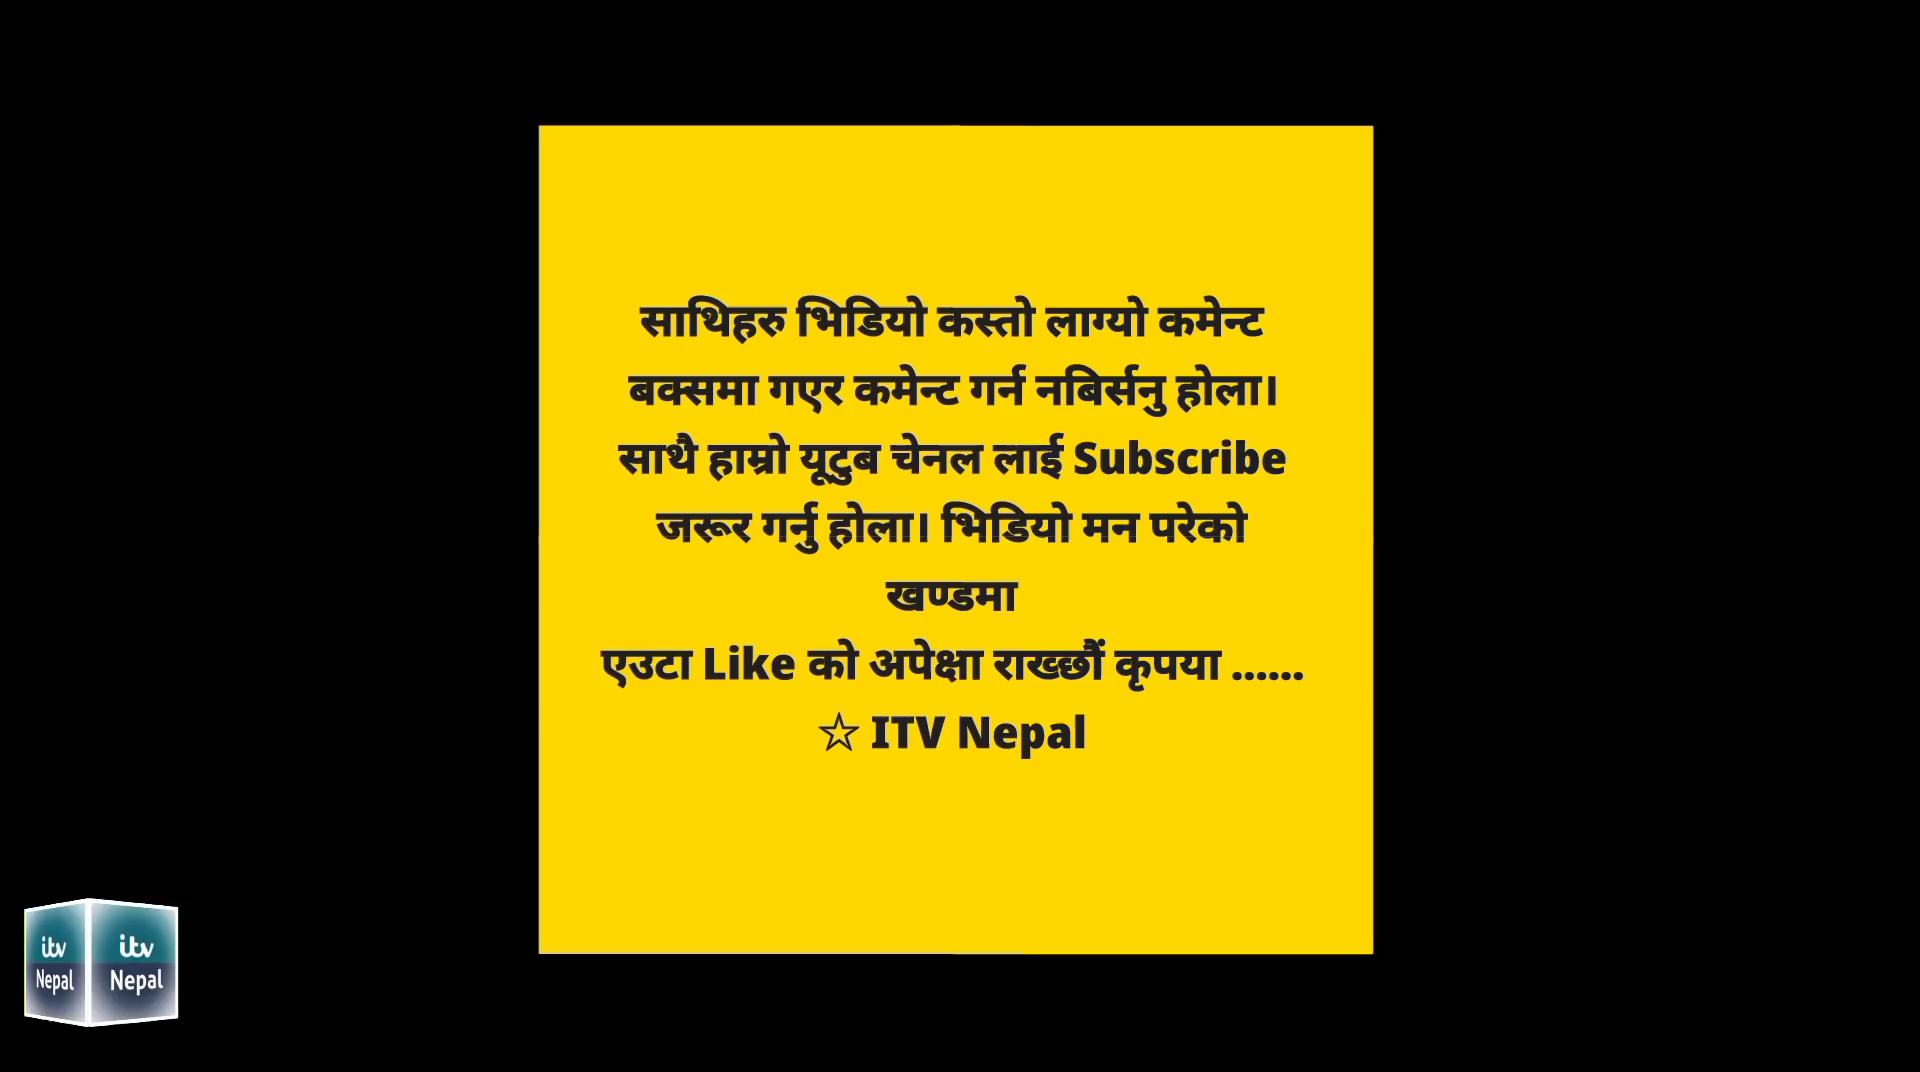 साथिहरु भिडियो कस्तो लाग्यो कमेन्ट
बक्समा गएर कमेन्ट गर्न नबिर्सनु होला।
साथै हाम्रो यूटुब चेनल लाई Subscribe
जरूर गर्नु होला। भिडियो मन परेको
खण्डमा
एउटा Like को अपेक्षा राख्छौं कृपया ......
☆ ITV Nepal
itv
Nepal
itv
Nepal